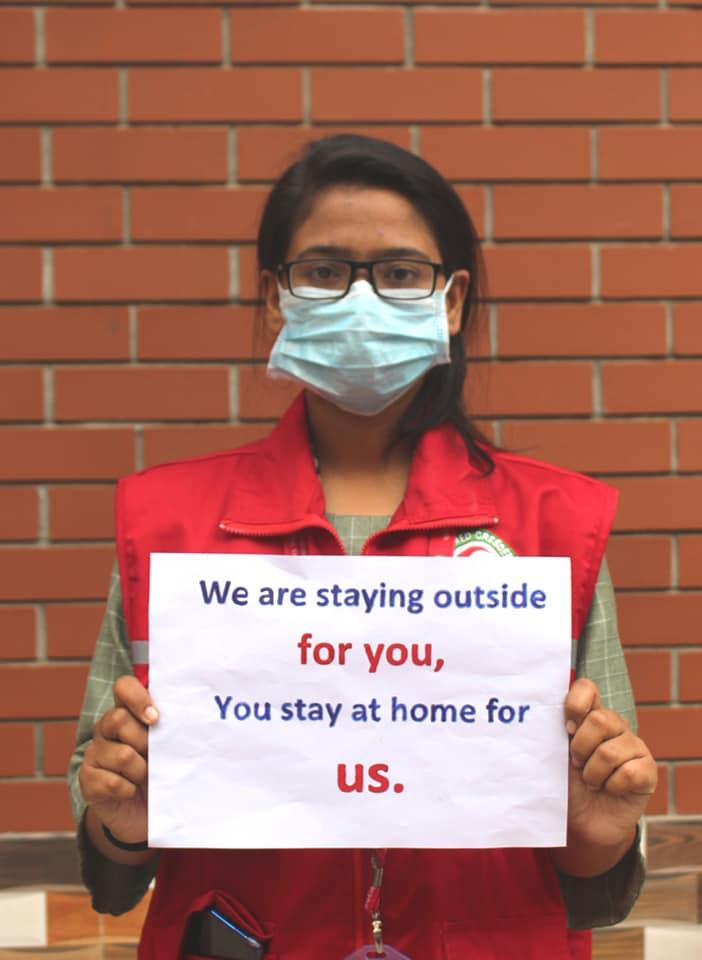 We are staying outside
for you,
You stay at home for
us.